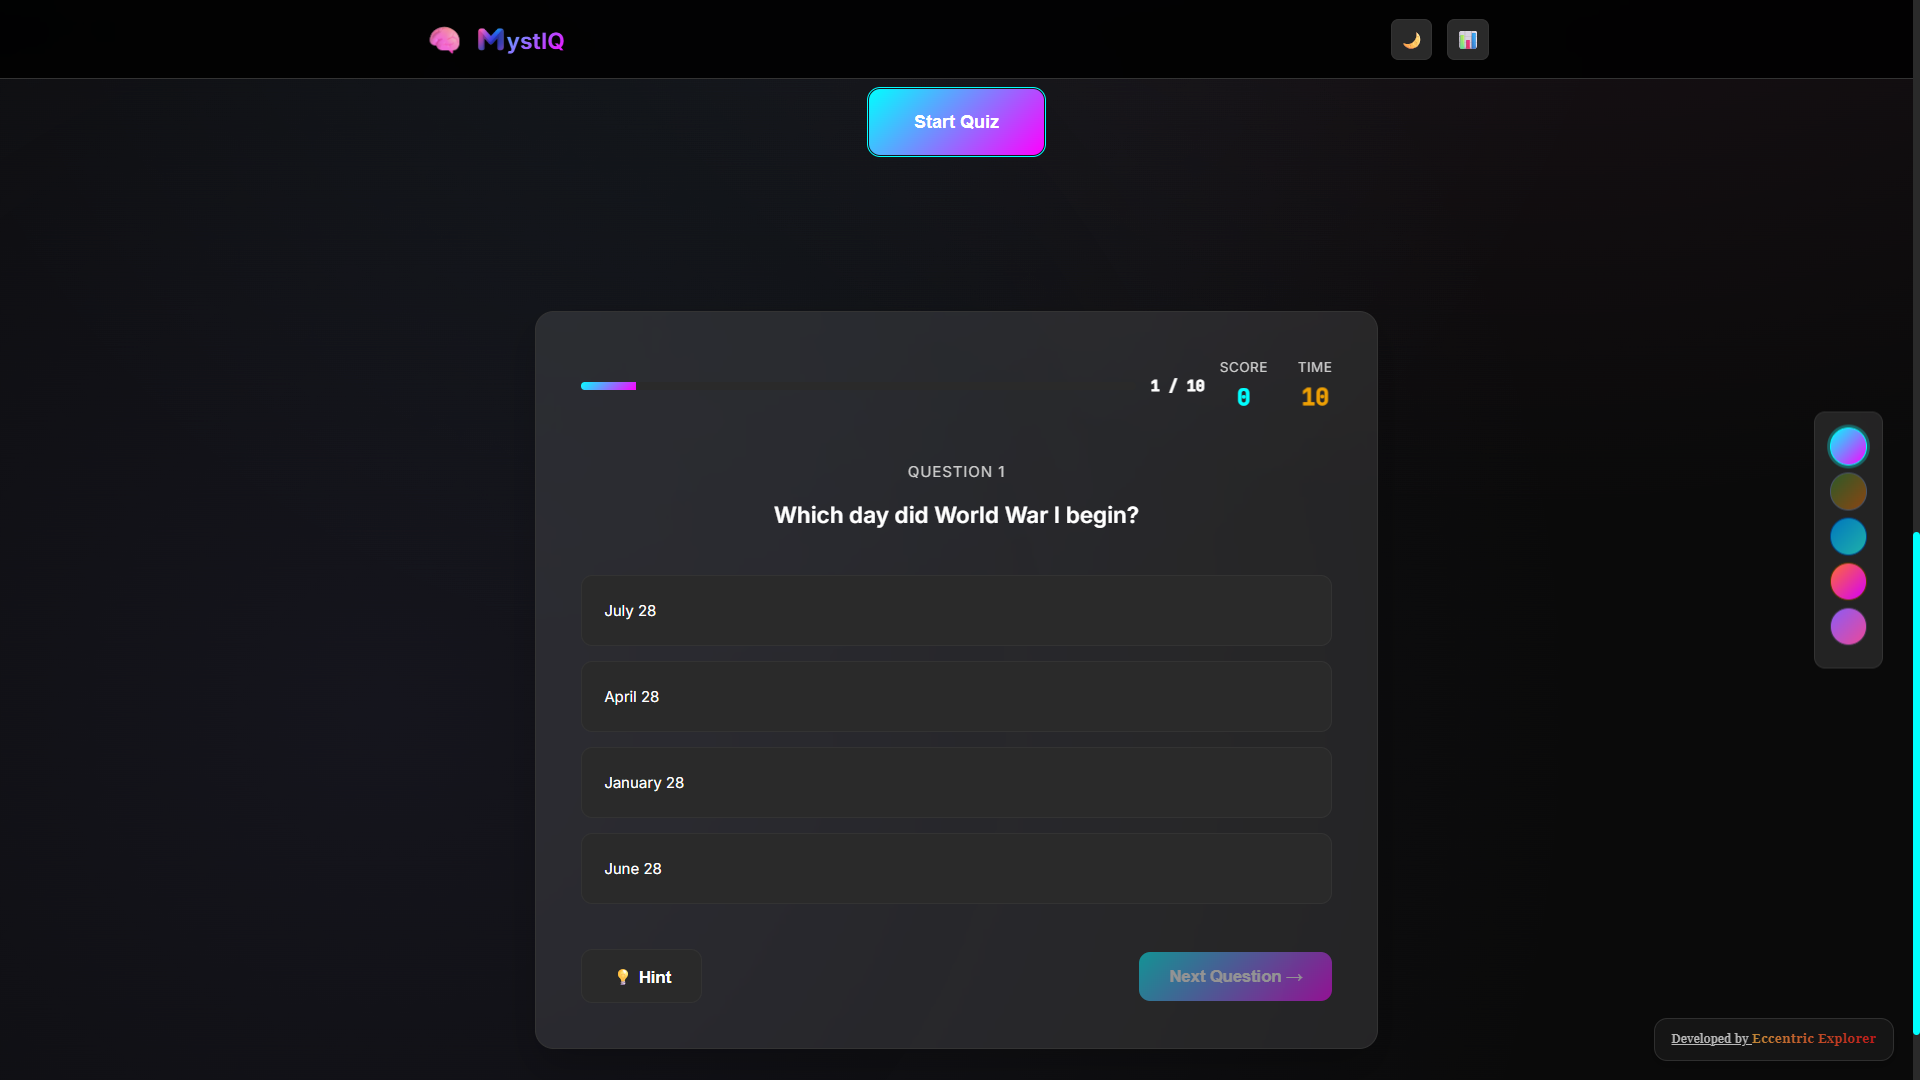 MystIQ
Start Quiz
1 / 10
SCORE
0
TIME
10
QUESTION 1
Which day did World War I begin?
July 28
April 28
January 28
June 28
Hint
Next Question →
Developed by Eccentric Explorer